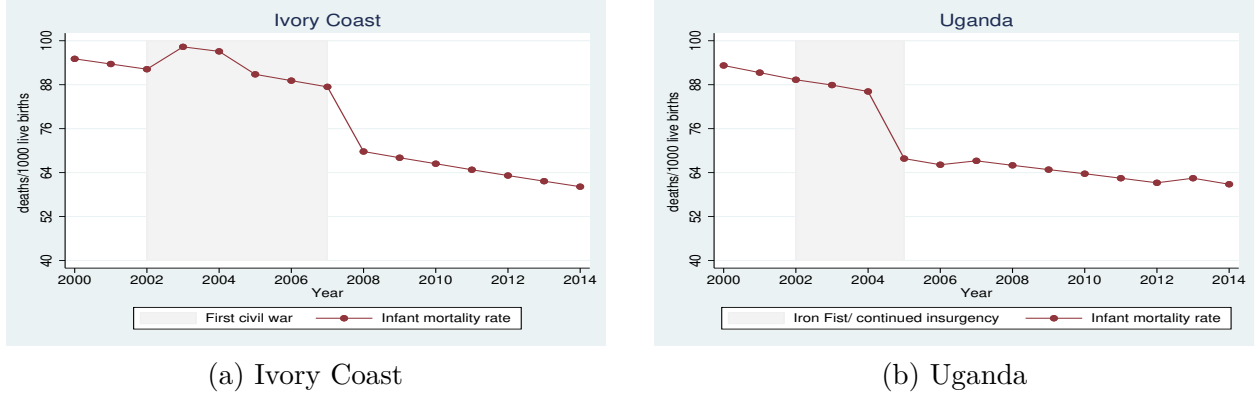 Ivory Coast
deaths/1000 live births
100
88
76
64
52
40
2000 2002 2004 2006 2008 2010 2012 2014
Year
First civil war Infant mortality rate
(a) Ivory Coast
Uganda
deaths/1000 live births
100
88
76
64
52
40
2000 2002 2004 2006 2008 2010 2012 2014
Year
Iron Fist/ continued insurgency Infant mortality rate
(b) Uganda